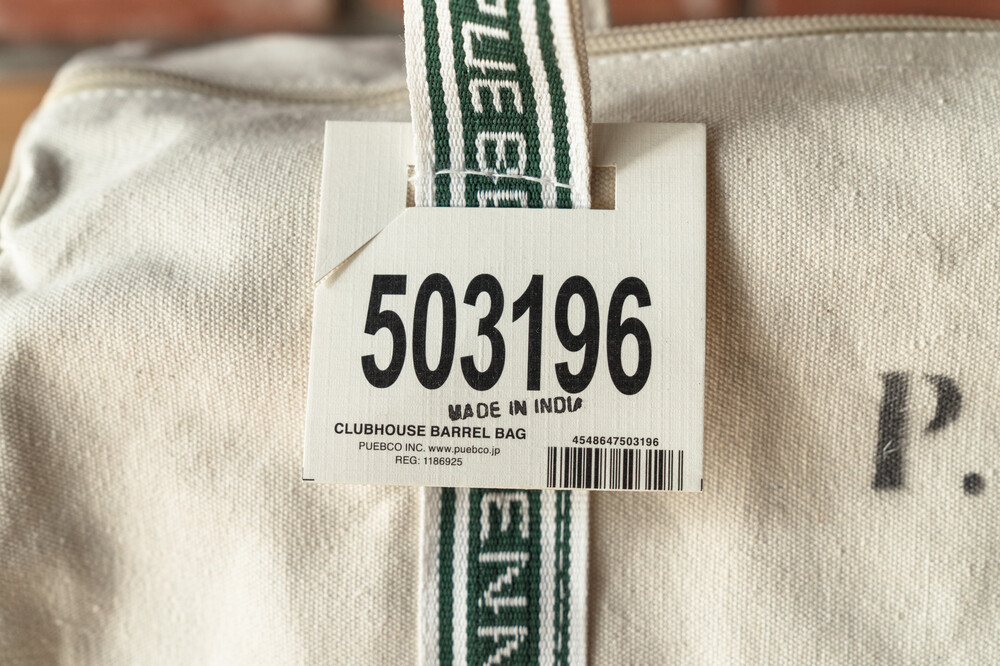 503196
MADE IN INDIA
CLUBHOUSE BARREL BAG
PUEBCO INC. www.puebco.jp
REG: 1186925
4548647503196
P.